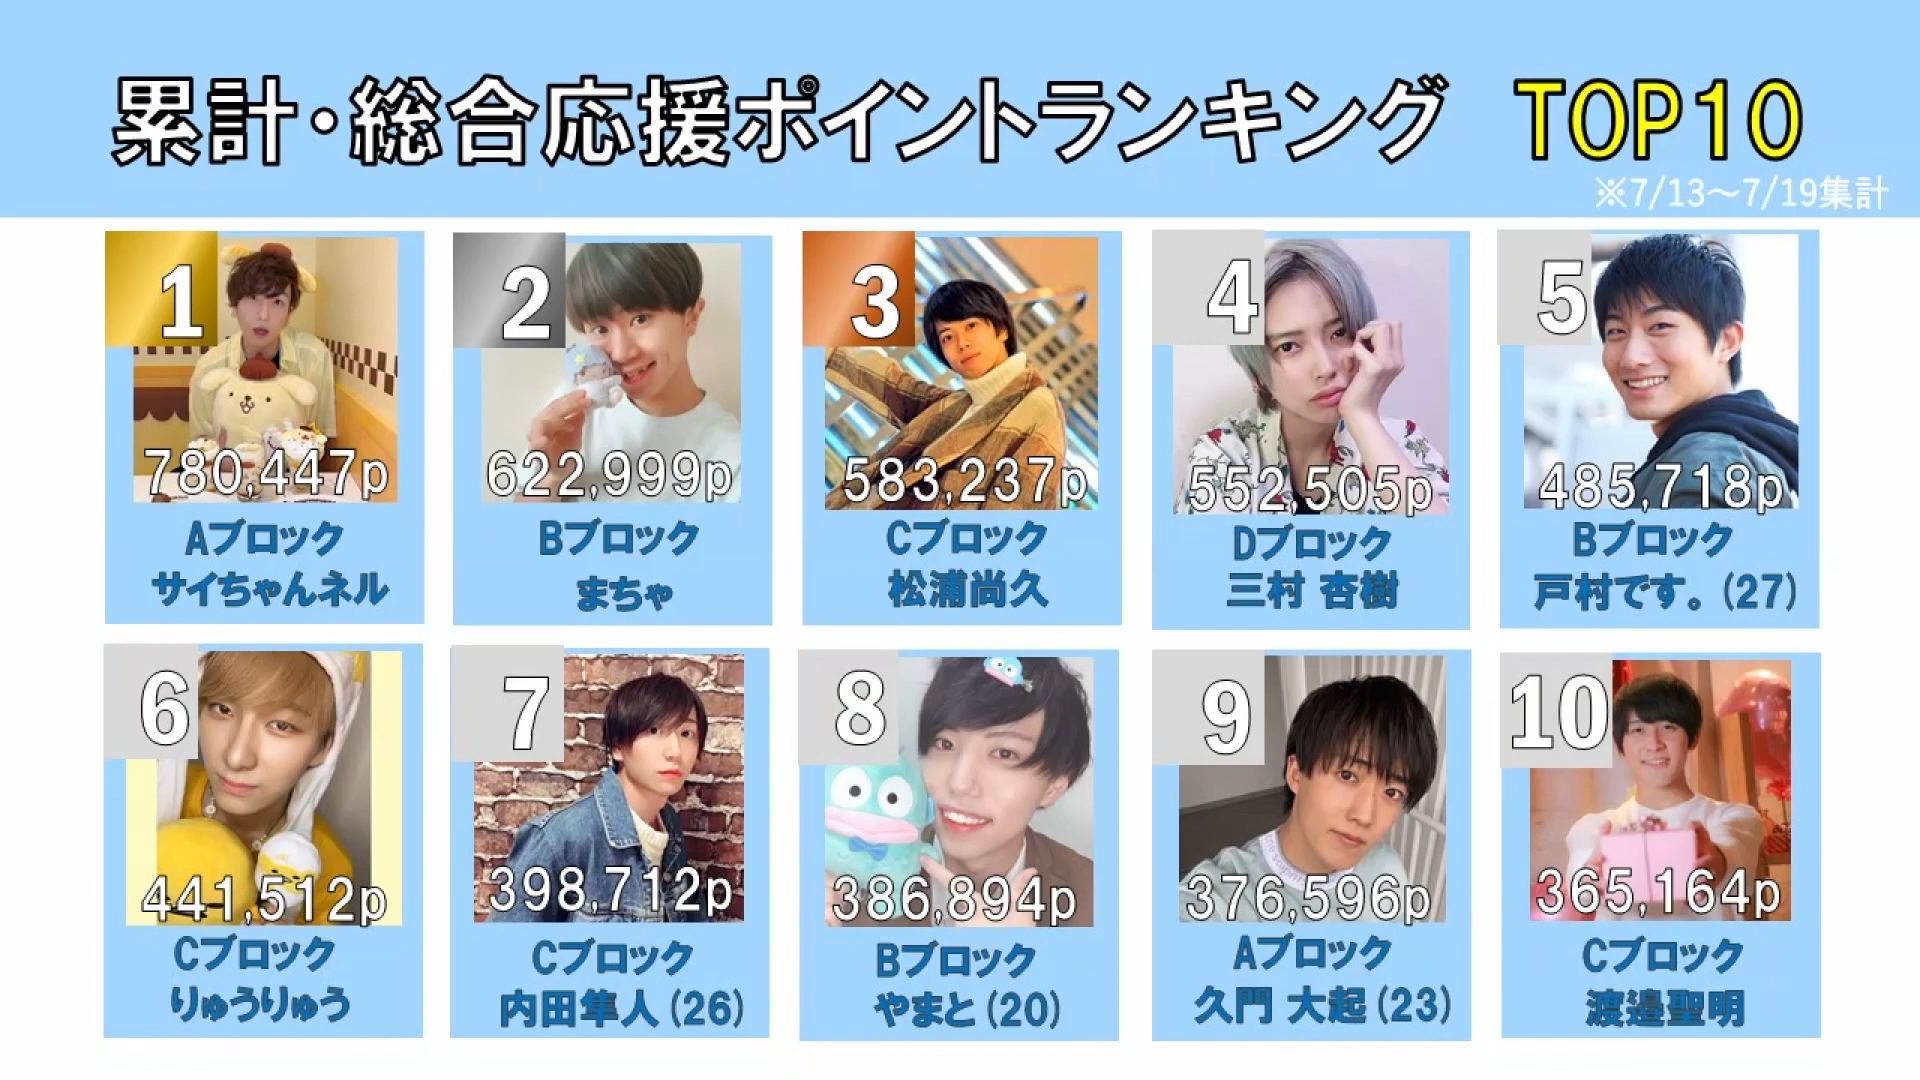 累計・総合応援ポイントランキング TOP10
※7/13～7/19集計
1
780,447p
Aブロック
サイちゃんネル
2
622,999p
Bブロック
まちゃ
3
583,237p
Cブロック
松浦尚久
4
552,505p
Dブロック
三村 杏樹
5
485,718p
Bブロック
戸村です。(27)
6
441,512p
Cブロック
りゅうりゅう
7
398,712p
Cブロック
内田隼人(26)
8
386,894p
Bブロック
やまと(20)
9
376,596p
Aブロック
久門 大起(23)
10
365,164p
Cブロック
渡邉聖明